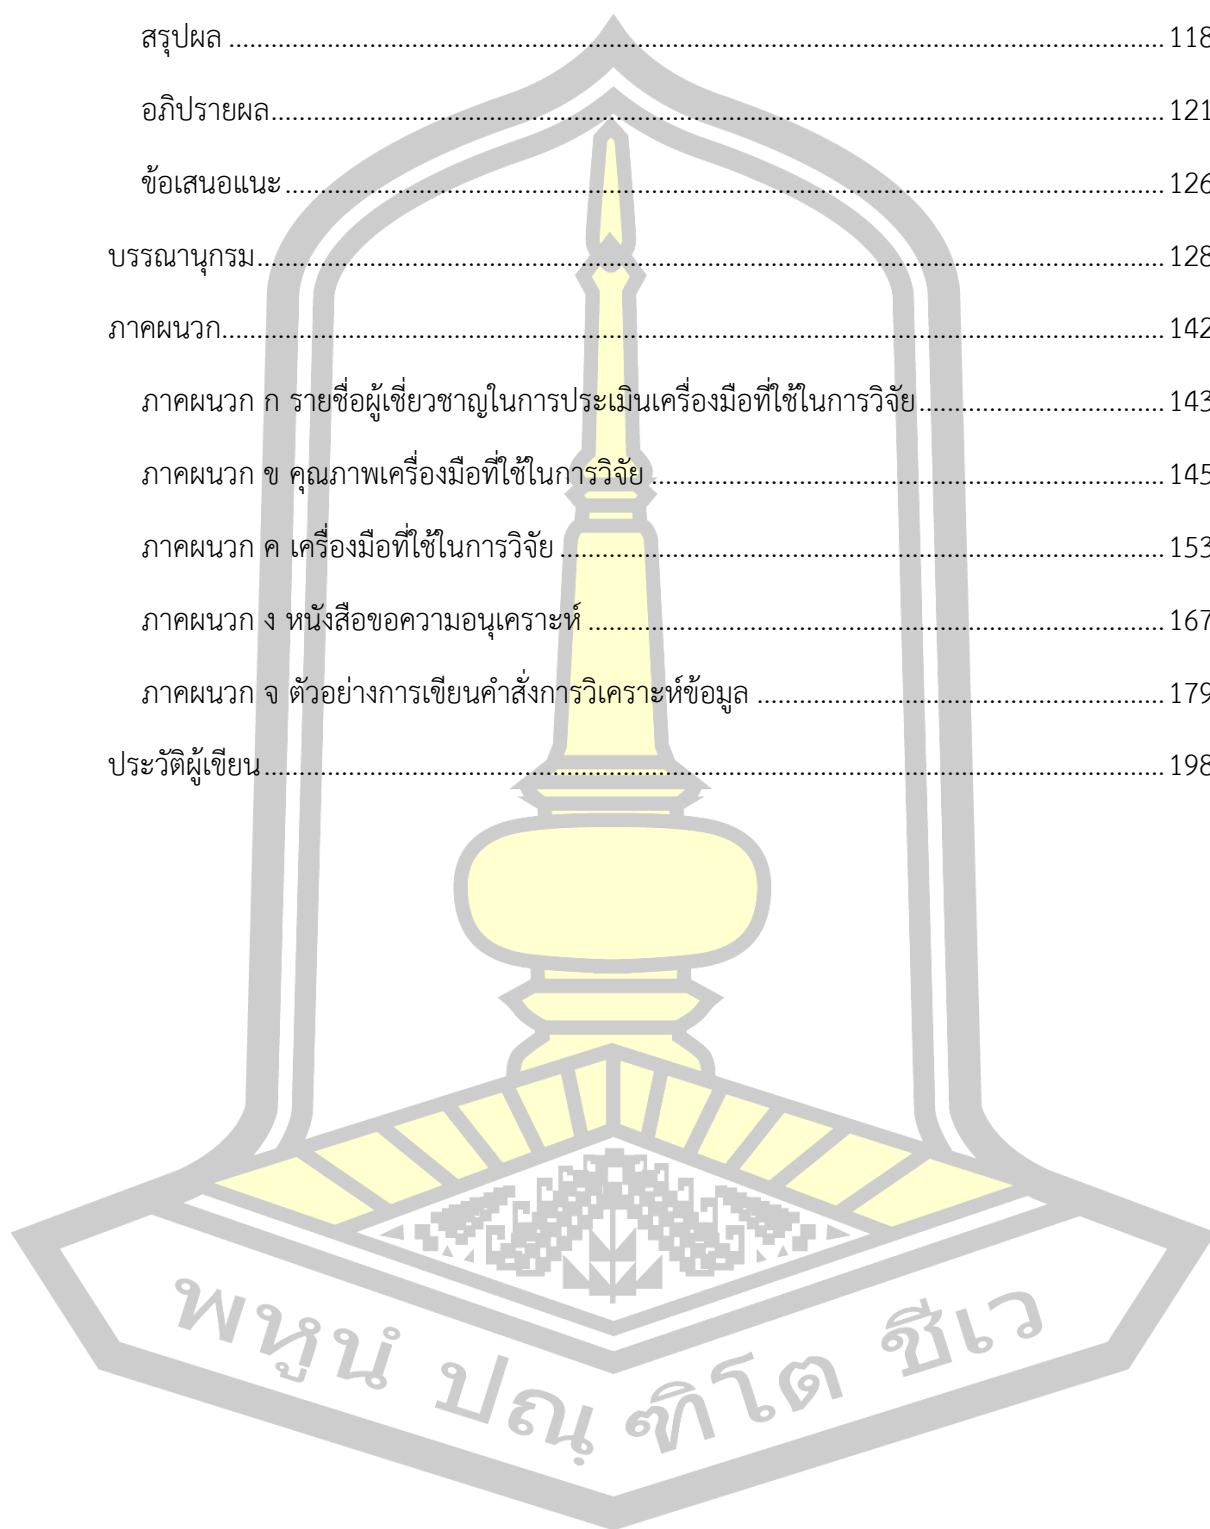 สรุปผล .......... 118
อภิปรายผล .......... 121
ข้อเสนอแนะ .......... 126
บรรณานุกรม .......... 128
ภาคผนวก .......... 142
ภาคผนวก ก รายชื่อผู้เชี่ยวชาญในการประเมินเครื่องมือที่ใช้ในการวิจัย .......... 143
ภาคผนวก ข คุณภาพเครื่องมือที่ใช้ในการวิจัย .......... 145
ภาคผนวก ค เครื่องมือที่ใช้ในการวิจัย .......... 153
ภาคผนวก ง หนังสือขอความอนุเคราะห์ .......... 167
ภาคผนวก จ ตัวอย่างการเขียนคำสั่งการวิเคราะห์ข้อมูล .......... 179
ประวัติผู้เขียน .......... 198
พหูนํ ปณฺฑิโต ชีเว